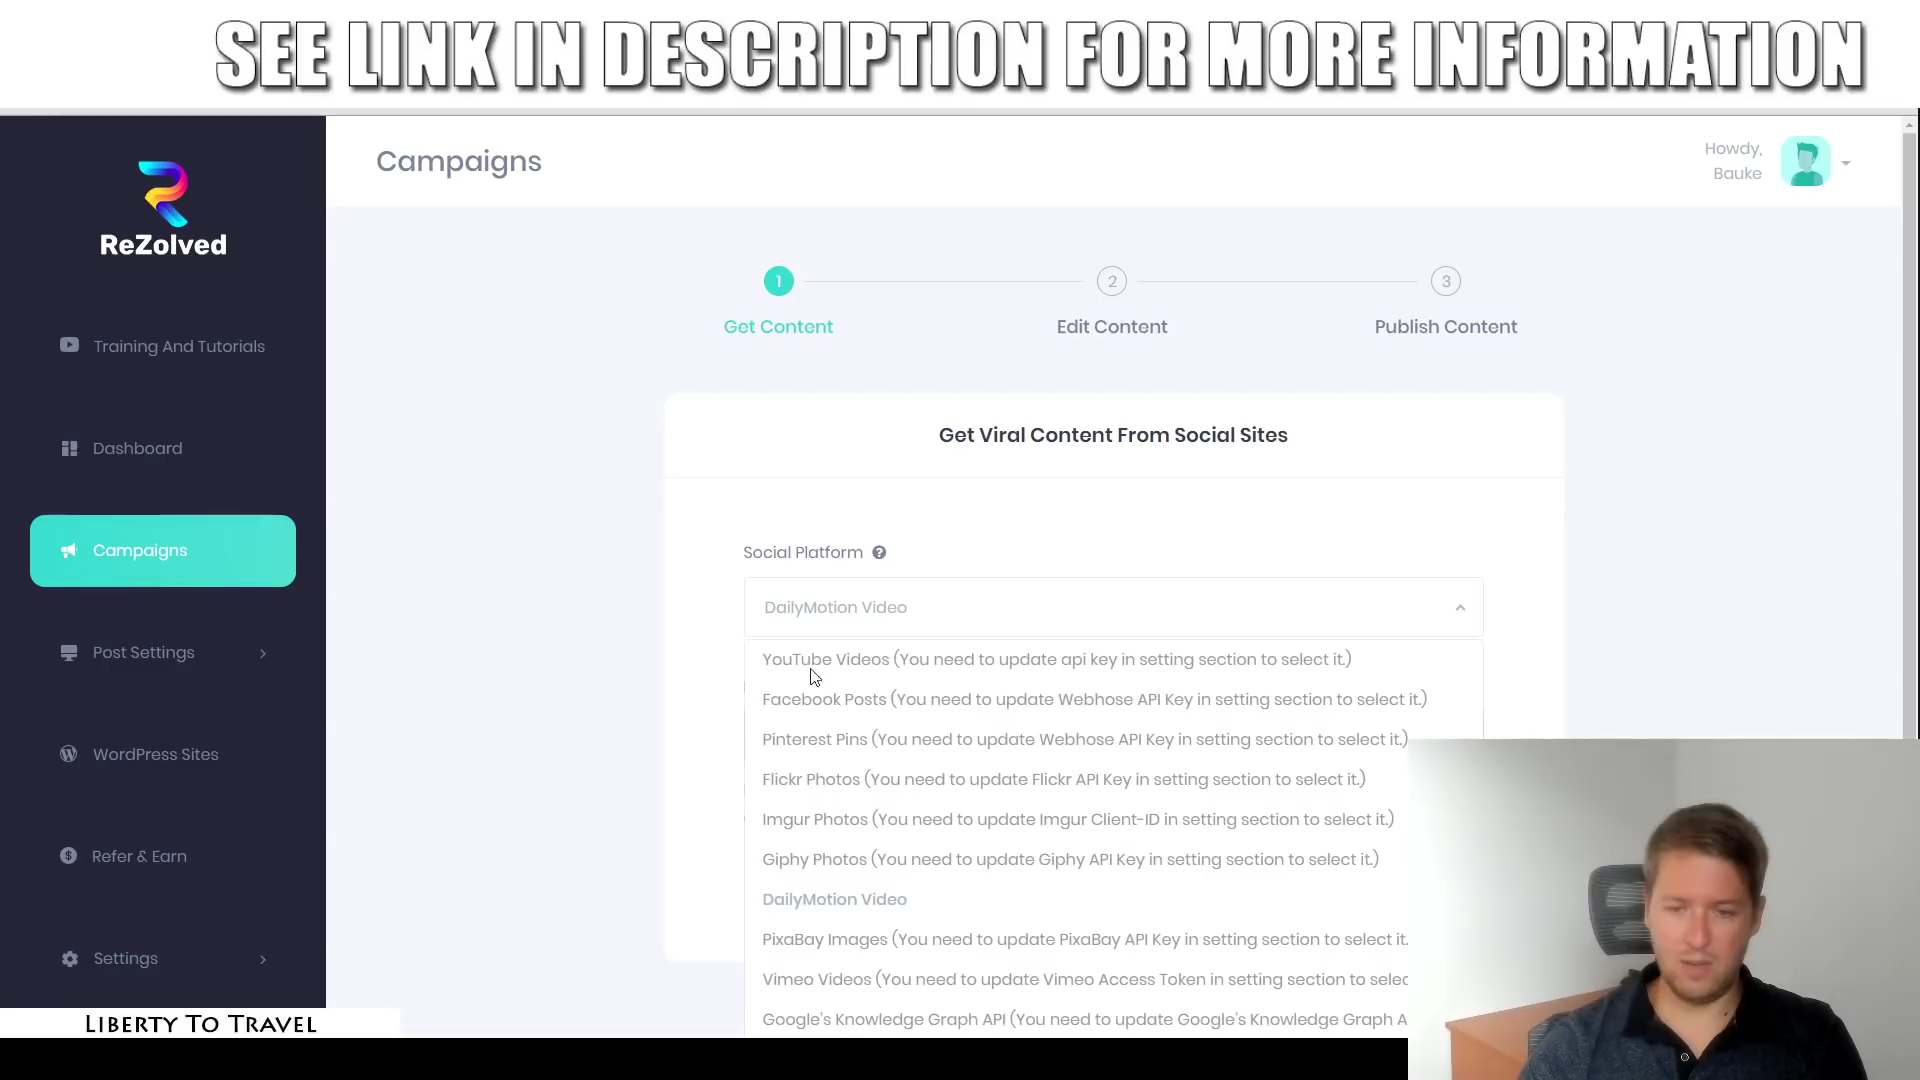 SEE LINK IN DESCRIPTION FOR MORE INFORMATION
Campaigns
Howdy,
Bauke
ReZolved
Training And Tutorials
Dashboard
Campaigns
Post Settings
WordPress Sites
Refer & Earn
Settings
1
2
3
Get Content
Edit Content
Publish Content
Get Viral Content From Social Sites
Social Platform ?
DailyMotion Video
YouTube Videos (You need to update api key in setting section to select it.)
Facebook Posts (You need to update Webhose API Key in setting section to select it.)
Pinterest Pins (You need to update Webhose API Key in setting section to select it.)
Flickr Photos (You need to update Flickr API Key in setting section to select it.)
Imgur Photos (You need to update Imgur Client-ID in setting section to select it.)
Giphy Photos (You need to update Giphy API Key in setting section to select it.)
DailyMotion Video
PixaBay Images (You need to update PixaBay API Key in setting section to select it.
Vimeo Videos (You need to update Vimeo Access Token in setting section to selec
Google's Knowledge Graph API (You need to update Google's Knowledge Graph A
LIBERTY TO TRAVEL